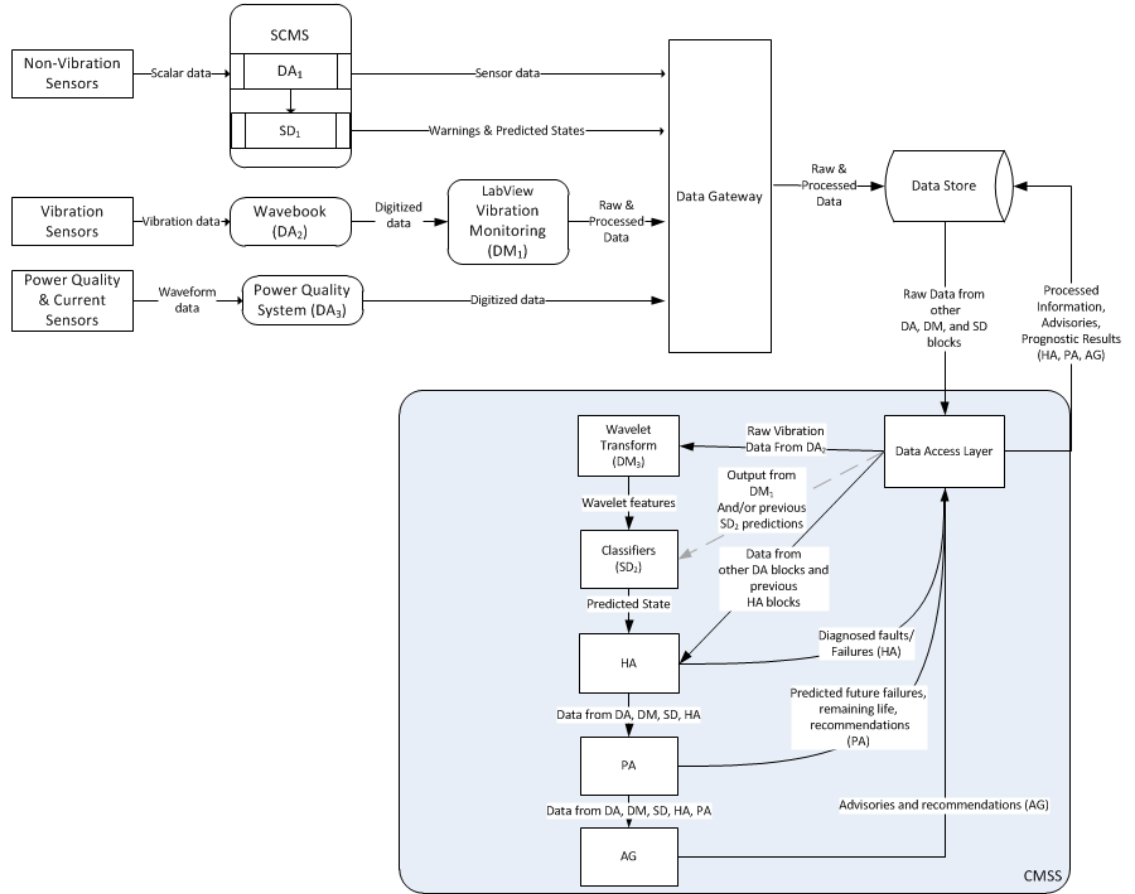 SCMS
Non-Vibration
Sensors
Scalar data
DA₁
Sensor data
SD₁
Warnings & Predicted States
Data Gateway
Raw &
Processed
Data
Data Store
Vibration
Sensors
Vibration data
Wavebook
(DA₂)
Digitized
data
LabView
Vibration
Monitoring
(DM₁)
Raw &
Processed
Data
Power Quality
& Current
Sensors
Waveform
data
Power Quality
System (DA₃)
Digitized data
Raw Data from
other
DA, DM, and SD
blocks
Processed
Information,
Advisories,
Prognostic Results
(HA, PA, AG)
Wavelet
Transform
(DM₃)
Raw Vibration
Data From DA₂
Data Access Layer
Wavelet features
Output from
DM₁
And/or previous
SD₂ predictions
Classifiers
(SD₂)
Data from
other DA blocks and
previous
HA blocks
Predicted State
HA
Diagnosed faults/
Failures (HA)
Data from DA, DM, SD, HA
Predicted future failures,
remaining life,
recommendations
(PA)
PA
Data from DA, DM, SD, HA, PA
Advisories and recommendations (AG)
AG
CMSS